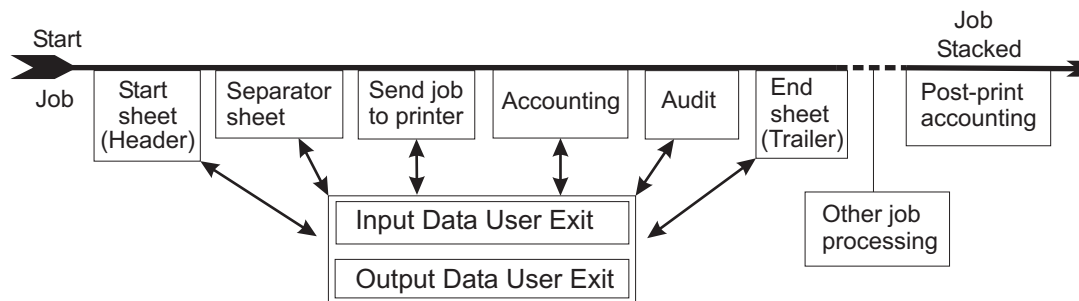 Start
Job
Job
Stacked
Start
sheet
(Header)
Separator
sheet
Send job
to printer
Accounting
Audit
End
sheet
(Trailer)
Post-print
accounting
Other job
processing
Input Data User Exit
Output Data User Exit